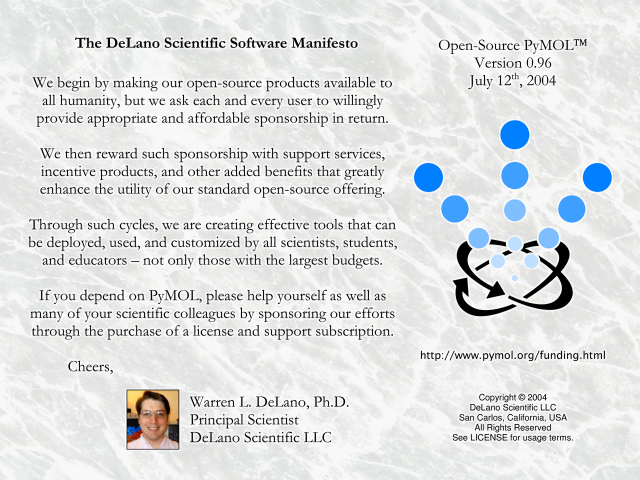 The DeLano Scientific Software Manifesto
We begin by making our open-source products available to
all humanity, but we ask each and every user to willingly
provide appropriate and affordable sponsorship in return.
We then reward such sponsorship with support services,
incentive products, and other added benefits that greatly
enhance the utility of our standard open-source offering.
Through such cycles, we are creating effective tools that can
be deployed, used, and customized by all scientists, students,
and educators – not only those with the largest budgets.
If you depend on PyMOL, please help yourself as well as
many of your scientific colleagues by sponsoring our efforts
through the purchase of a license and support subscription.
Cheers,
Warren L. DeLano, Ph.D.
Principal Scientist
DeLano Scientific LLC
Open-Source PyMOL™
Version 0.96
July 12th, 2004
http://www.pymol.org/funding.html
Copyright © 2004
DeLano Scientific LLC
San Carlos, California, USA
All Rights Reserved
See LICENSE for usage terms.